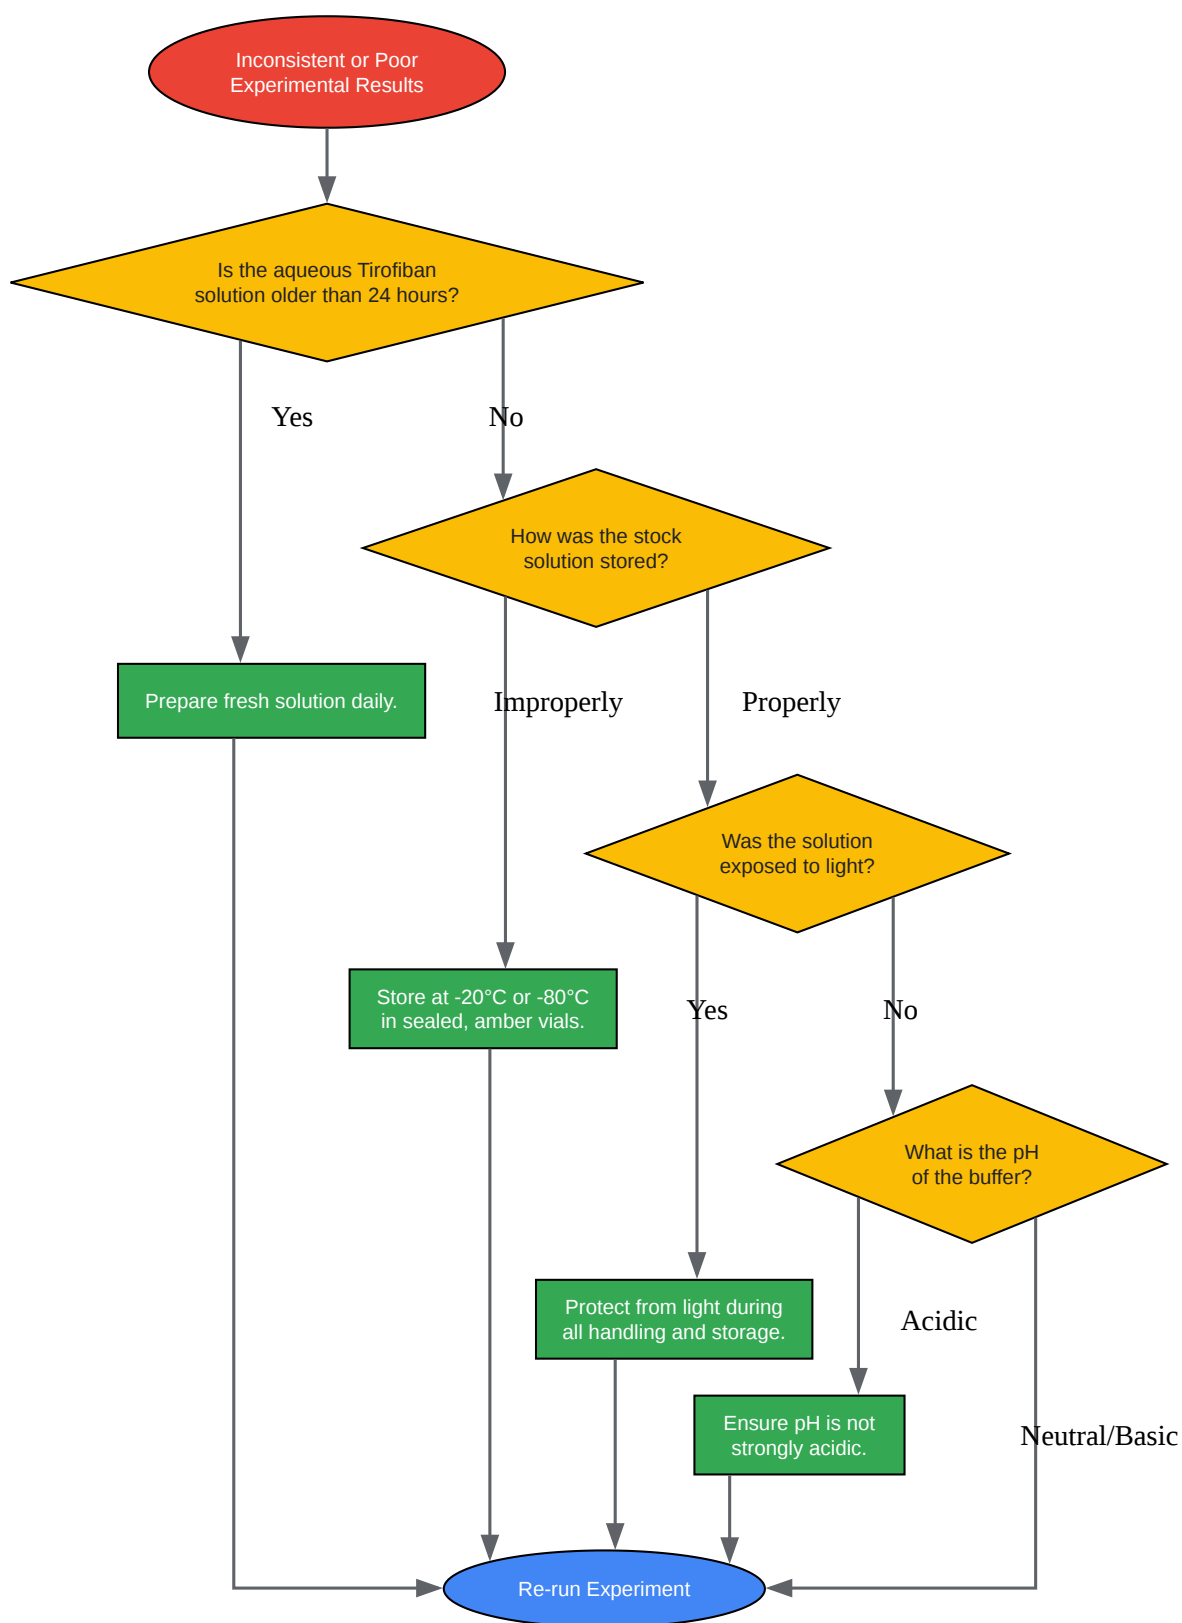 Inconsistent or Poor
Experimental Results
Is the aqueous Tirofiban
solution older than 24 hours?
Yes
No
How was the stock
solution stored?
Prepare fresh solution daily.
Improperly
Properly
Was the solution
exposed to light?
Store at -20°C or -80°C
in sealed, amber vials.
Yes
No
What is the pH
of the buffer?
Protect from light during
all handling and storage.
Acidic
Ensure pH is not
strongly acidic.
Neutral/Basic
Re-run Experiment